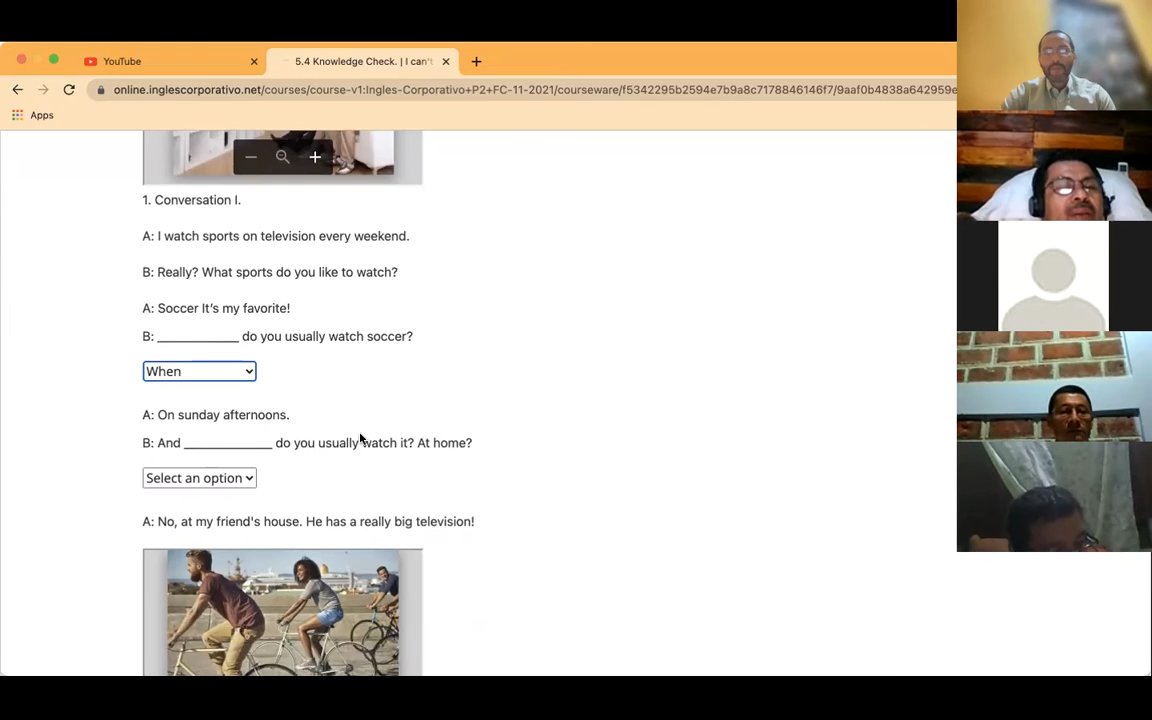 YouTube
5.4 Knowledge Check. | I can't
online.inglescorporativo.net/courses/course-v1:Ingles-Corporativo+P2+FC-11-2021/courseware/f5342295b2594e7b9a8c7178846146f7/9aaf0b4838a642959e
Apps
1. Conversation I.
A: I watch sports on television every weekend.
B: Really? What sports do you like to watch?
A: Soccer It's my favorite!
B: _____________ do you usually watch soccer?
When
A: On sunday afternoons.
B: And ______________ do you usually watch it? At home?
Select an option
A: No, at my friend's house. He has a really big television!